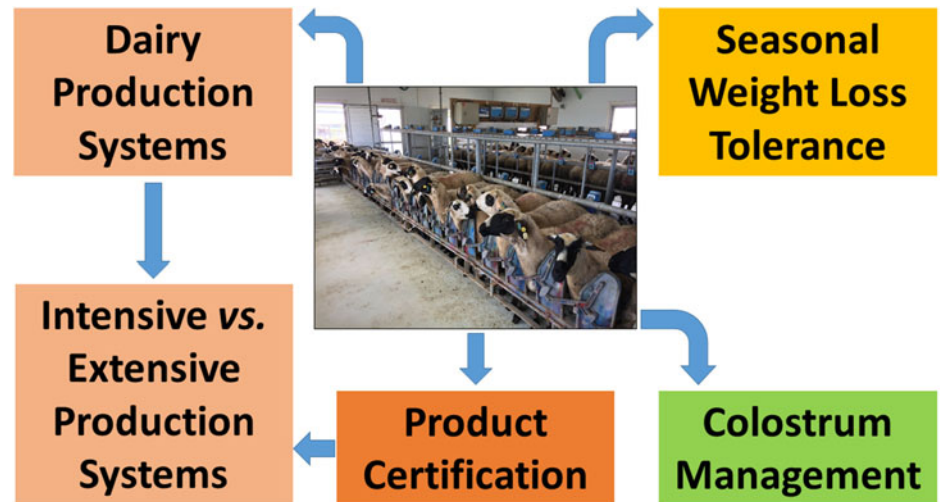 Dairy
Production
Systems
Seasonal
Weight Loss
Tolerance
Intensive vs.
Extensive
Production
Systems
Product
Certification
Colostrum
Management